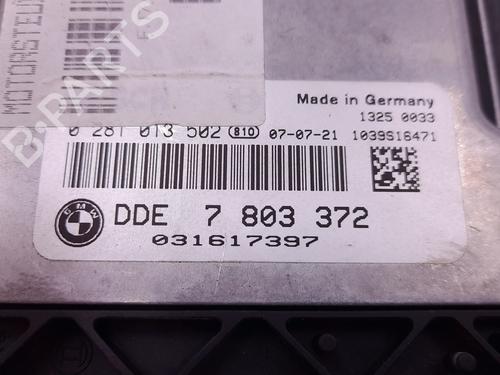 MOTORSTEU
B-PARTS
Made in Germany
1325 0033
0 281 013 502 810 07-07-21 1039S16471
BMW
DDE 7 803 372
031617397